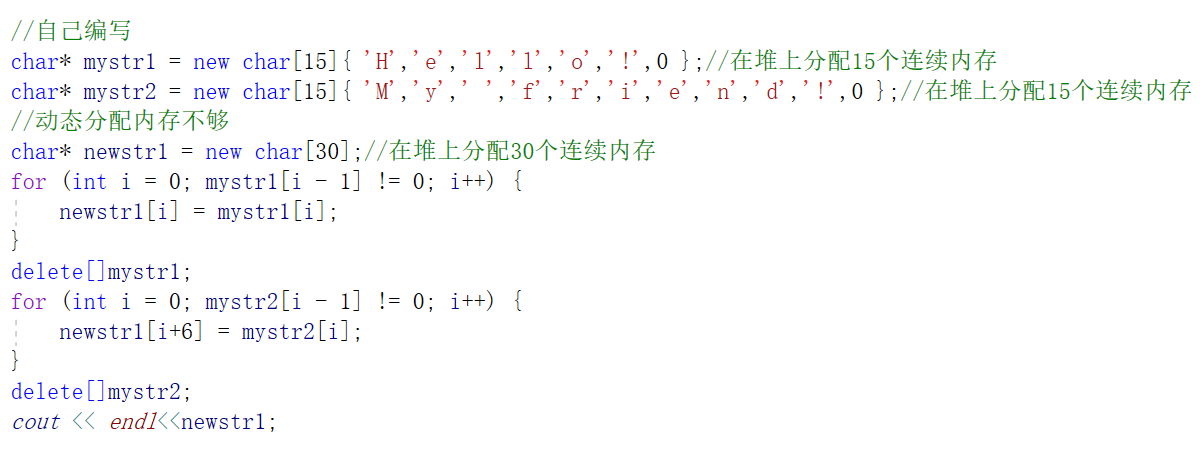 //自己编写
char* mystr1 = new char[15]{ 'H','e','l','l','o','!',0 };//在堆上分配15个连续内存
char* mystr2 = new char[15]{ 'M','y',' ','f','r','i','e','n','d','!',0 };//在堆上分配15个连续内存
//动态分配内存不够
char* newstr1 = new char[30];//在堆上分配30个连续内存
for (int i = 0; mystr1[i - 1] != 0; i++) {
    newstr1[i] = mystr1[i];
}
delete[]mystr1;
for (int i = 0; mystr2[i - 1] != 0; i++) {
    newstr1[i+6] = mystr2[i];
}
delete[]mystr2;
cout << endl<<newstr1;